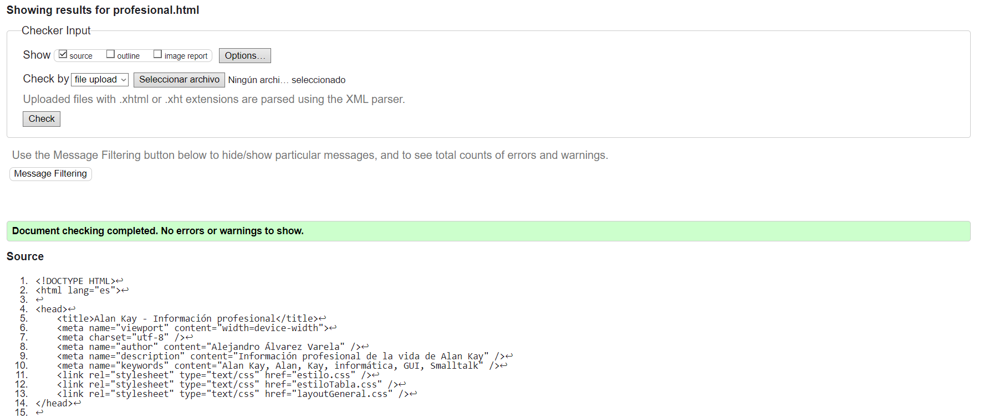 Showing results for profesional.html
Checker Input
Show source outline image report Options...
Check by file upload Seleccionar archivo Ningún archi... seleccionado
Uploaded files with .xhtml or .xht extensions are parsed using the XML parser.
Check
Use the Message Filtering button below to hide/show particular messages, and to see total counts of errors and warnings.
Message Filtering
Document checking completed. No errors or warnings to show.
Source
1. <!DOCTYPE HTML>↩
2. <html lang="es">↩
3. ↩
4. <head>↩
5.     <title>Alan Kay - Información profesional</title>↩
6.     <meta name="viewport" content="width=device-width">↩
7.     <meta charset="utf-8" />↩
8.     <meta name="author" content="Alejandro Álvarez Varela" />↩
9.     <meta name="description" content="Información profesional de la vida de Alan Kay" />↩
10.     <meta name="keywords" content="Alan Kay, Alan, Kay, informática, GUI, Smalltalk" />↩
11.     <link rel="stylesheet" type="text/css" href="estilo.css" />↩
12.     <link rel="stylesheet" type="text/css" href="estiloTabla.css" />↩
13.     <link rel="stylesheet" type="text/css" href="layoutGeneral.css" />↩
14. </head>↩
15. ↩